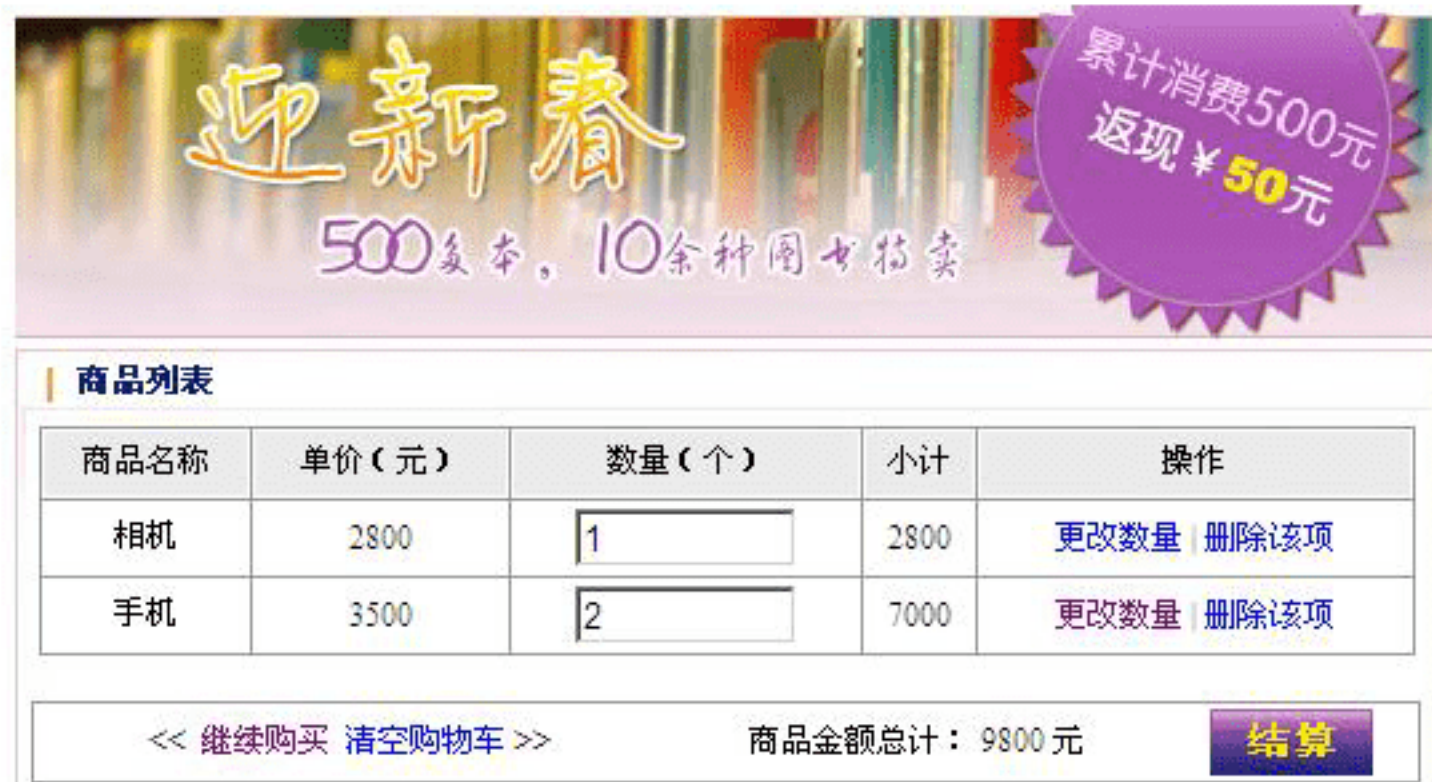 迎新春
500多本，10余种图书特卖
累计消费500元
返现￥50元
商品列表
商品名称 单价（元） 数量（个） 小计 操作
相机 2800 1 2800 更改数量 | 删除该项
手机 3500 2 7000 更改数量 | 删除该项
<< 继续购买 清空购物车 >> 商品金额总计：9800元 结算